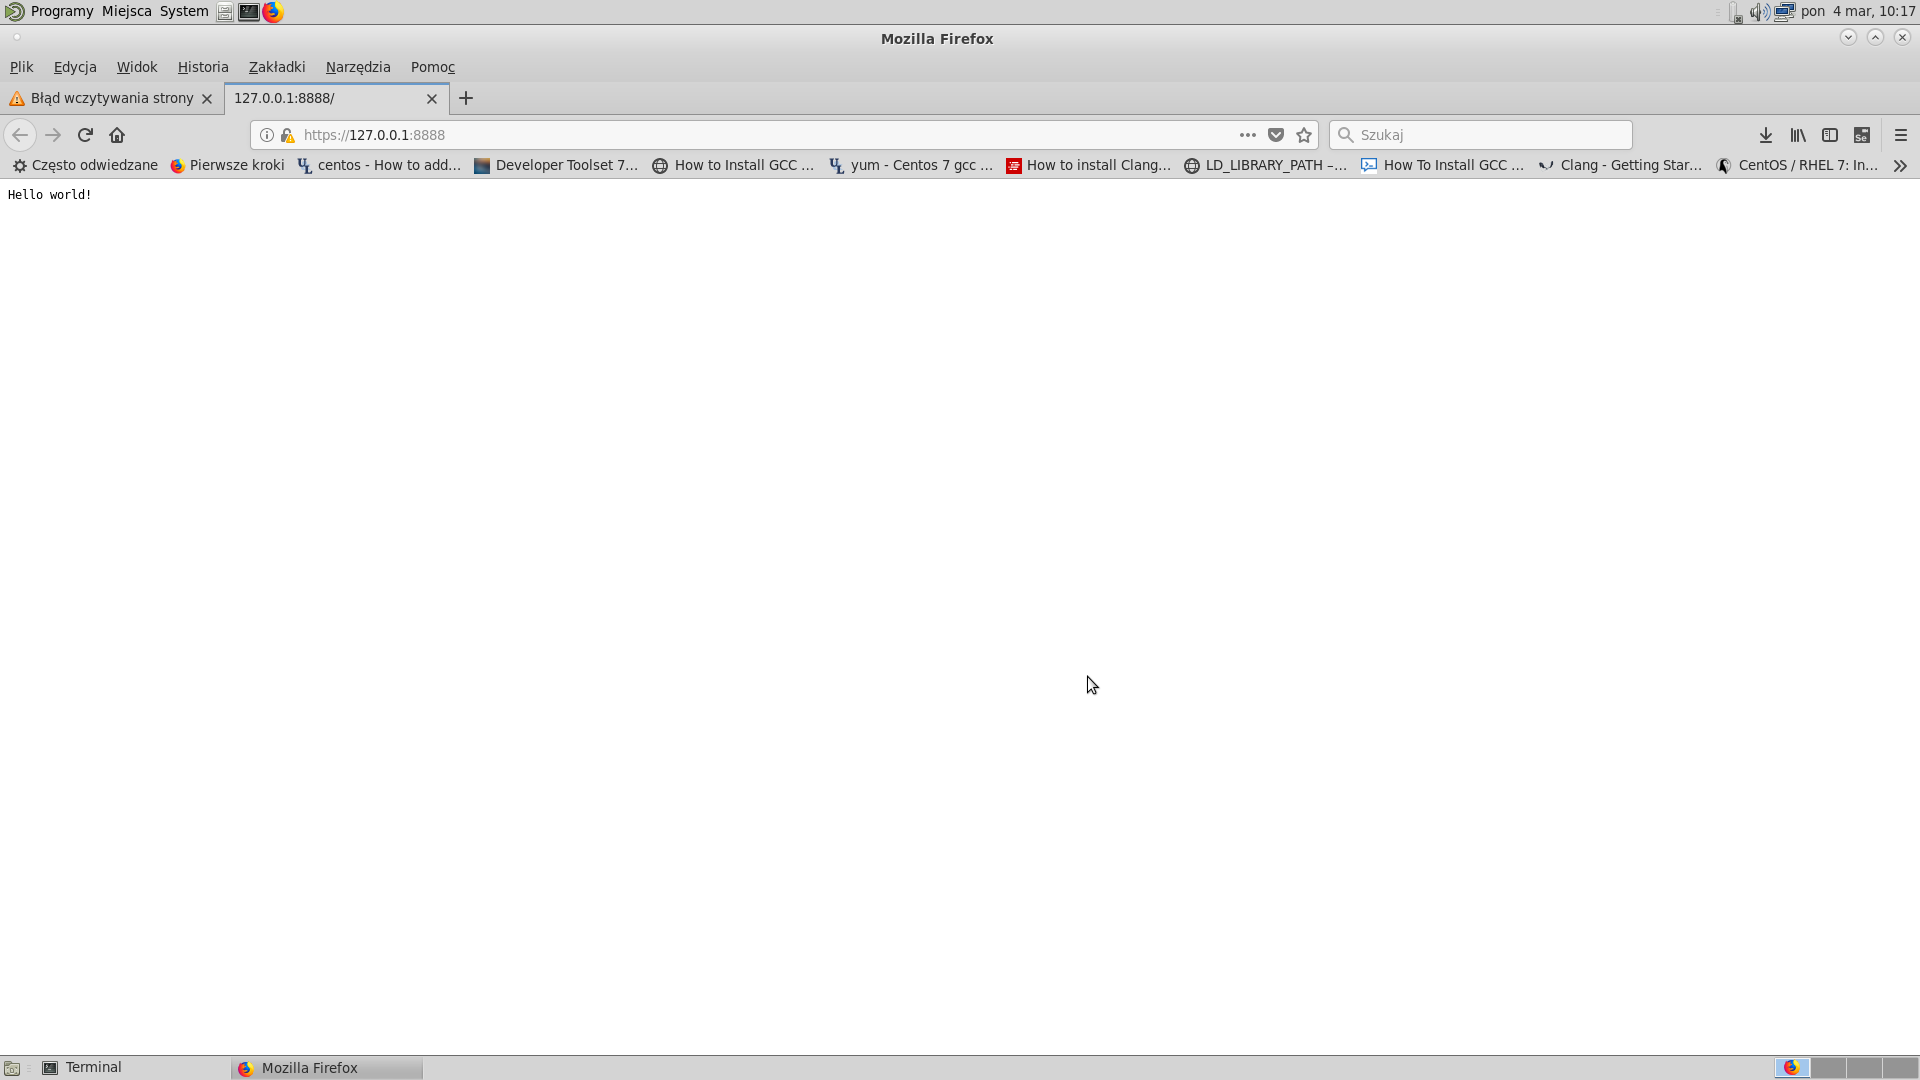 Programy Miejsca System pon 4 mar, 10:17
Mozilla Firefox
Plik Edycja Widok Historia Zakładki Narzędzia Pomoc
Błąd wczytywania strony 127.0.0.1:8888/
https://127.0.0.1:8888 Szukaj Se
Często odwiedzane Pierwsze kroki centos - How to add... Developer Toolset 7... How to Install GCC ... yum - Centos 7 gcc ... How to install Clang... LD_LIBRARY_PATH –... How To Install GCC ... Clang - Getting Star... CentOS / RHEL 7: In...
Hello world!
Terminal Mozilla Firefox